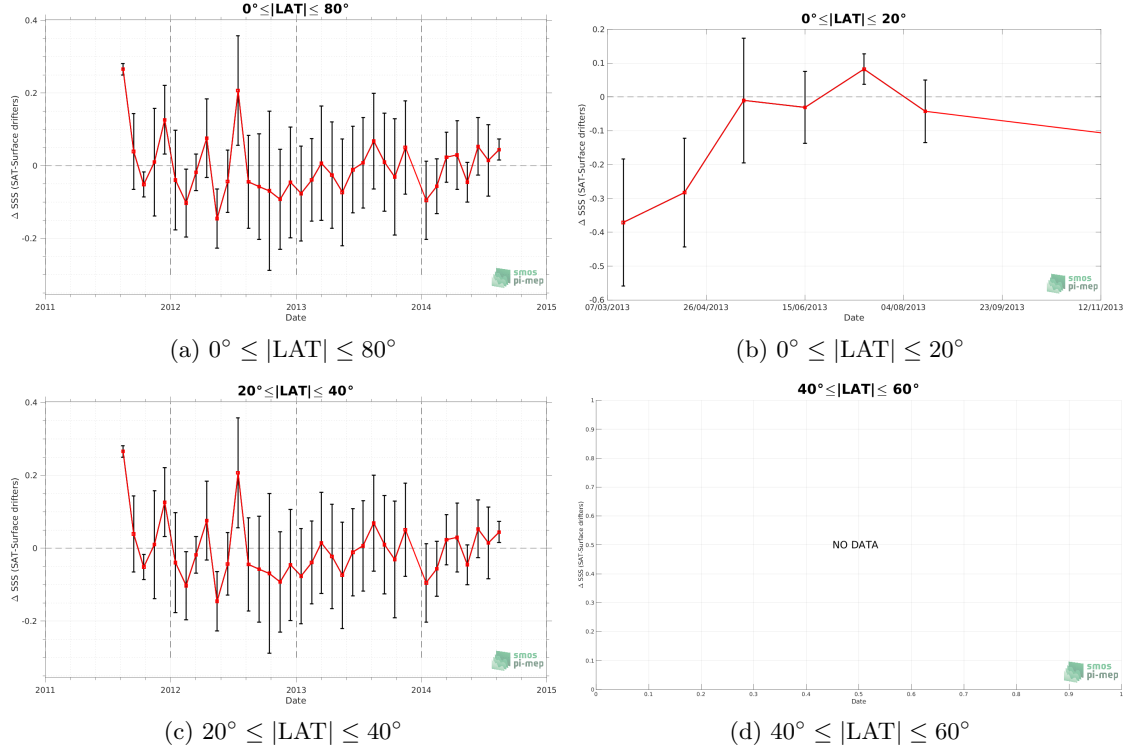 0°≤|LAT|≤ 80°
Δ SSS (SAT-Surface drifters)
0.4
0.2
0
-0.2
2011
2012
2013
2014
2015
Date
smos
pi-mep
(a) 0° ≤ |LAT| ≤ 80°
0°≤|LAT|≤ 20°
Δ SSS (SAT-Surface drifters)
0.2
0.1
0
-0.1
-0.2
-0.3
-0.4
-0.5
-0.6
07/03/2013
26/04/2013
15/06/2013
04/08/2013
23/09/2013
12/11/2013
Date
smos
pi-mep
(b) 0° ≤ |LAT| ≤ 20°
20°≤|LAT|≤ 40°
Δ SSS (SAT-Surface drifters)
0.4
0.2
0
-0.2
2011
2012
2013
2014
2015
Date
smos
pi-mep
(c) 20° ≤ |LAT| ≤ 40°
40°≤|LAT|≤ 60°
Δ SSS (SAT-Surface drifters)
1
0.9
0.8
0.7
0.6
0.5
0.4
0.3
0.2
0.1
0
NO DATA
0
0.1
0.2
0.3
0.4
0.5
0.6
0.7
0.8
0.9
1
Date
smos
pi-mep
(d) 40° ≤ |LAT| ≤ 60°